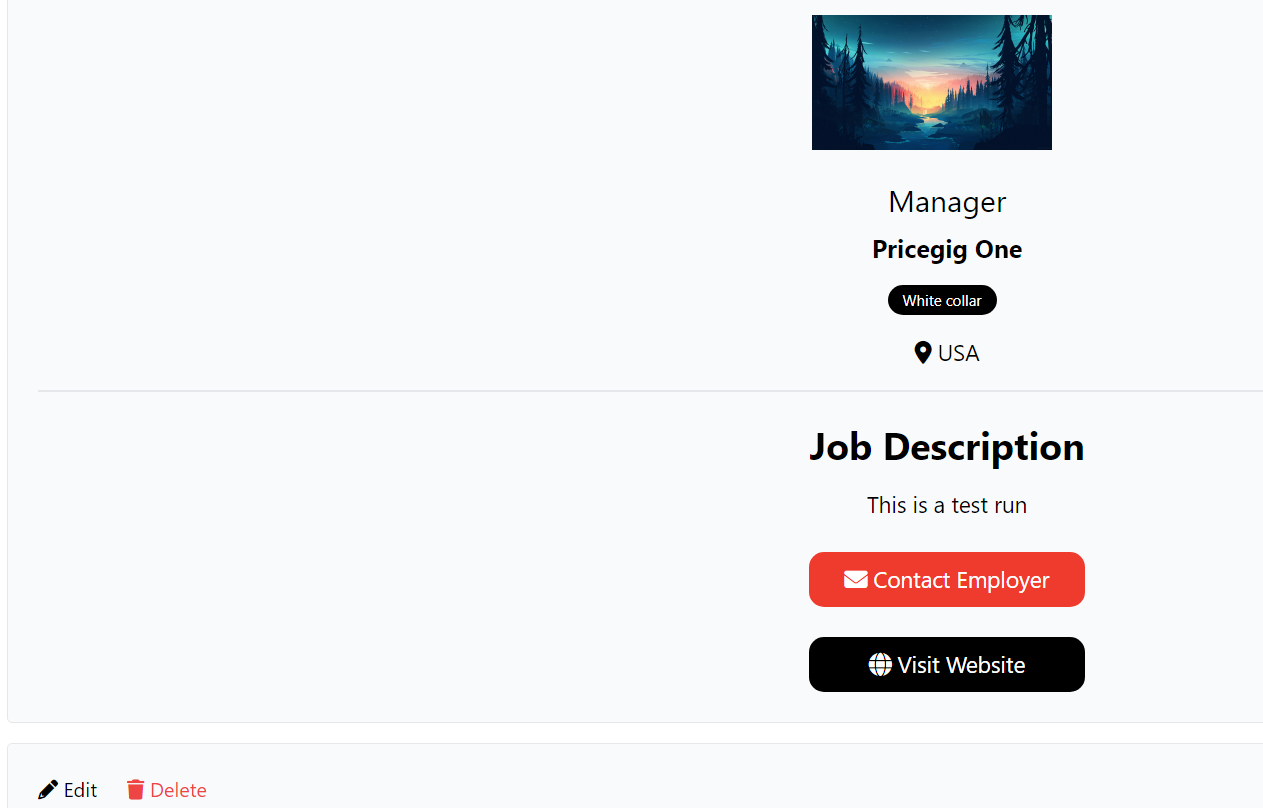 Manager
Pricegig One
White collar
USA
Job Description
This is a test run
Contact Employer
Visit Website
Edit Delete